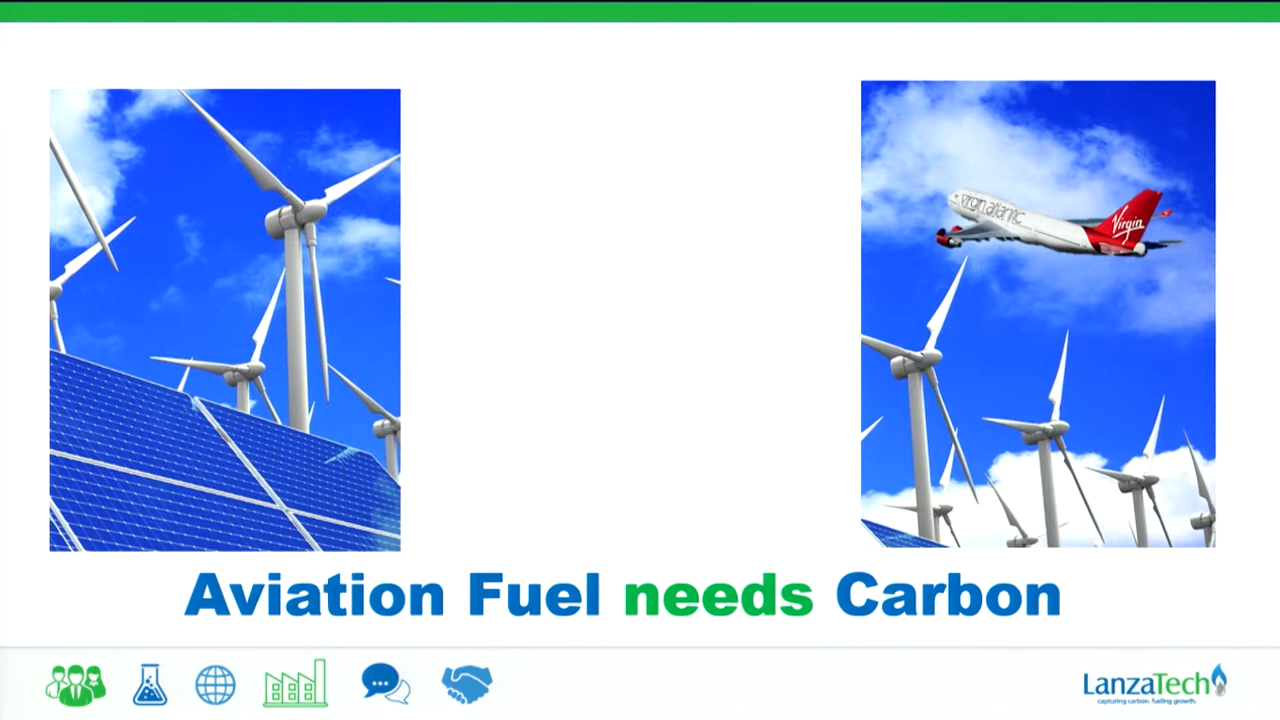 virgin atlantic
Virgin
Aviation Fuel needs Carbon
LanzaTech
capturing carbon. fueling growth.